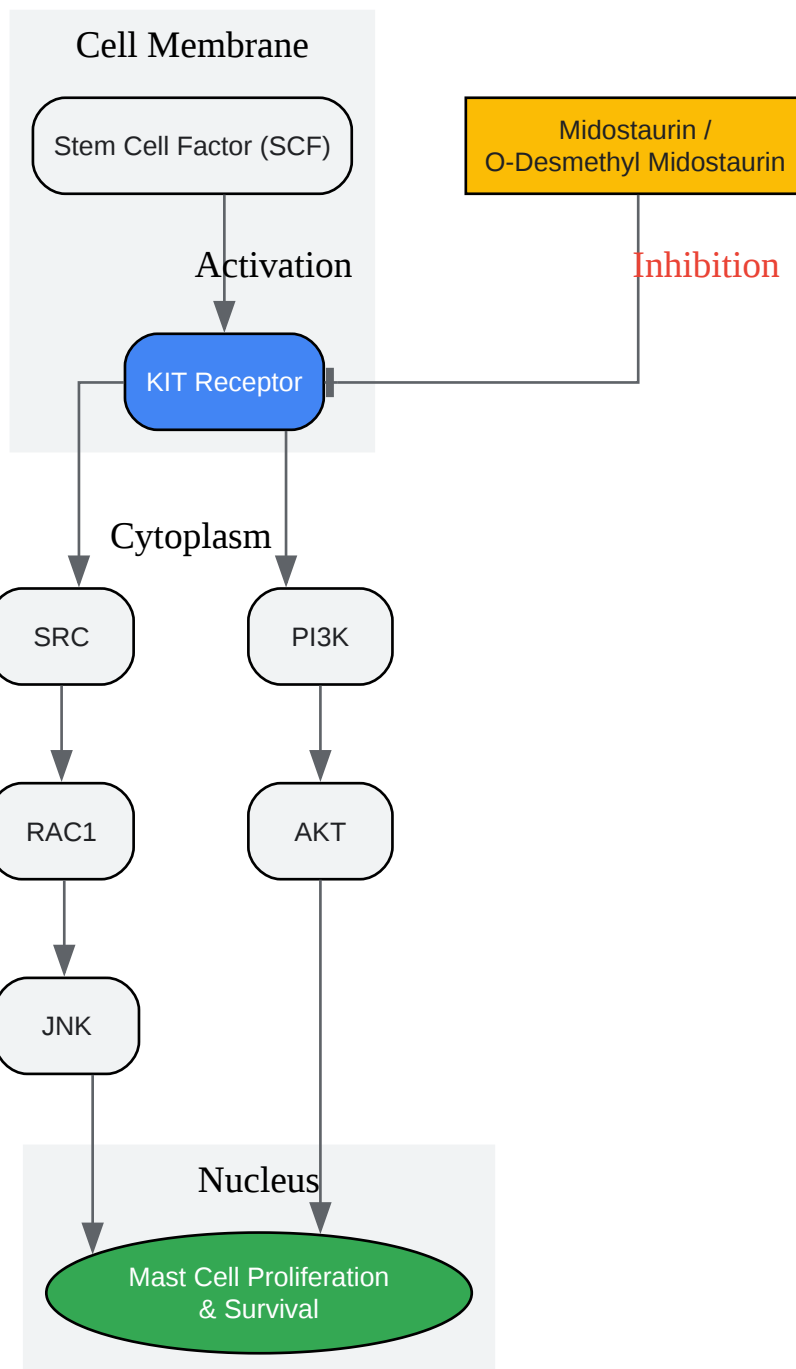 Cell Membrane
Stem Cell Factor (SCF)
Midostaurin /
O-Desmethyl Midostaurin
Activation
Inhibition
KIT Receptor
Cytoplasm
SRC
PI3K
RAC1
AKT
JNK
Nucleus
Mast Cell Proliferation
& Survival